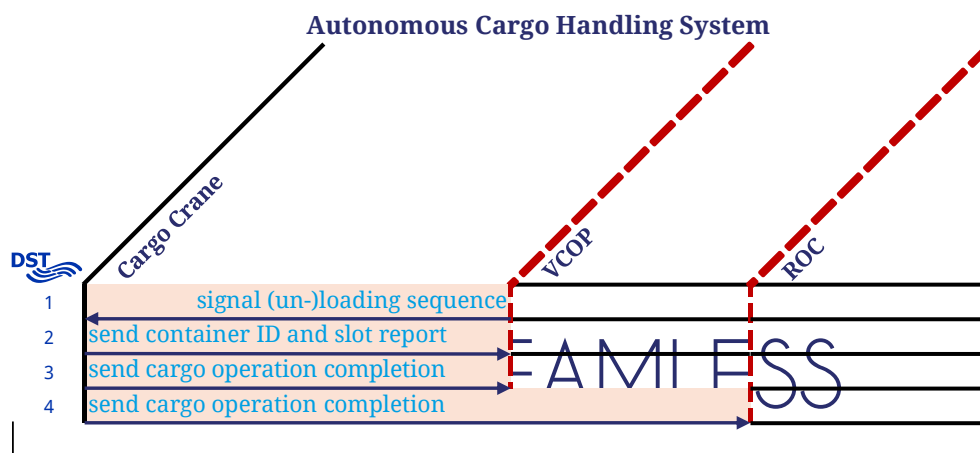 Autonomous Cargo Handling System
Cargo Crane
VCOP
ROC
DST
1 signal (un-)loading sequence
2 send container ID and slot report
3 send cargo operation completion
4 send cargo operation completion
EAMLESS